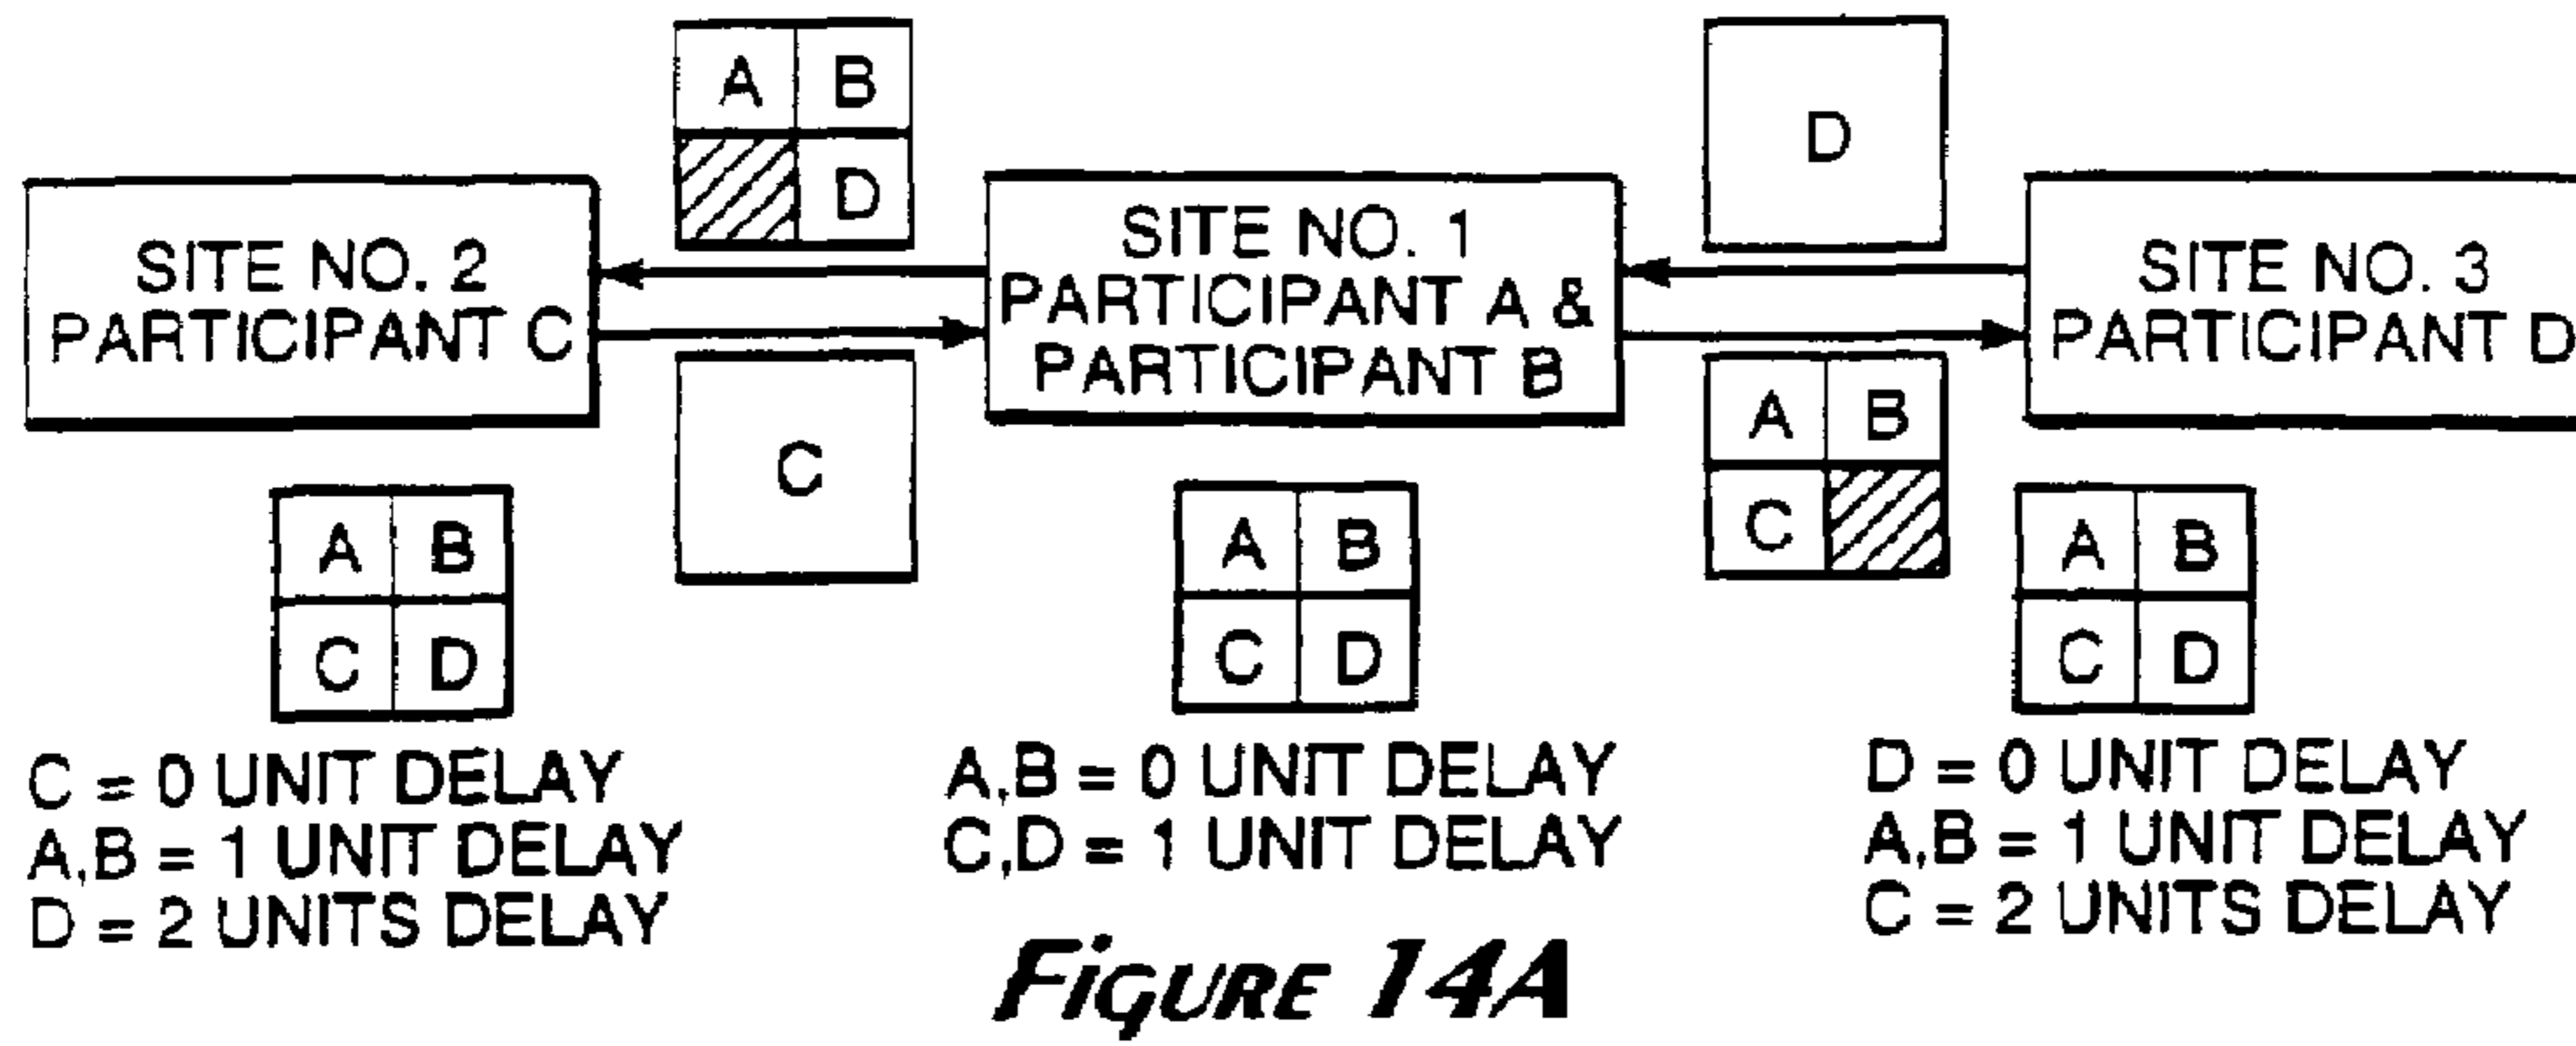 A B
D
D
SITE NO. 2
PARTICIPANT C
SITE NO. 1
PARTICIPANT A &
PARTICIPANT B
SITE NO. 3
PARTICIPANT D
C
A B
C
A B
C D
A B
C D
A B
C D
C = 0 UNIT DELAY
A,B = 1 UNIT DELAY
D = 2 UNITS DELAY
A,B = 0 UNIT DELAY
C,D = 1 UNIT DELAY
D = 0 UNIT DELAY
A,B = 1 UNIT DELAY
C = 2 UNITS DELAY
FIGURE 14A